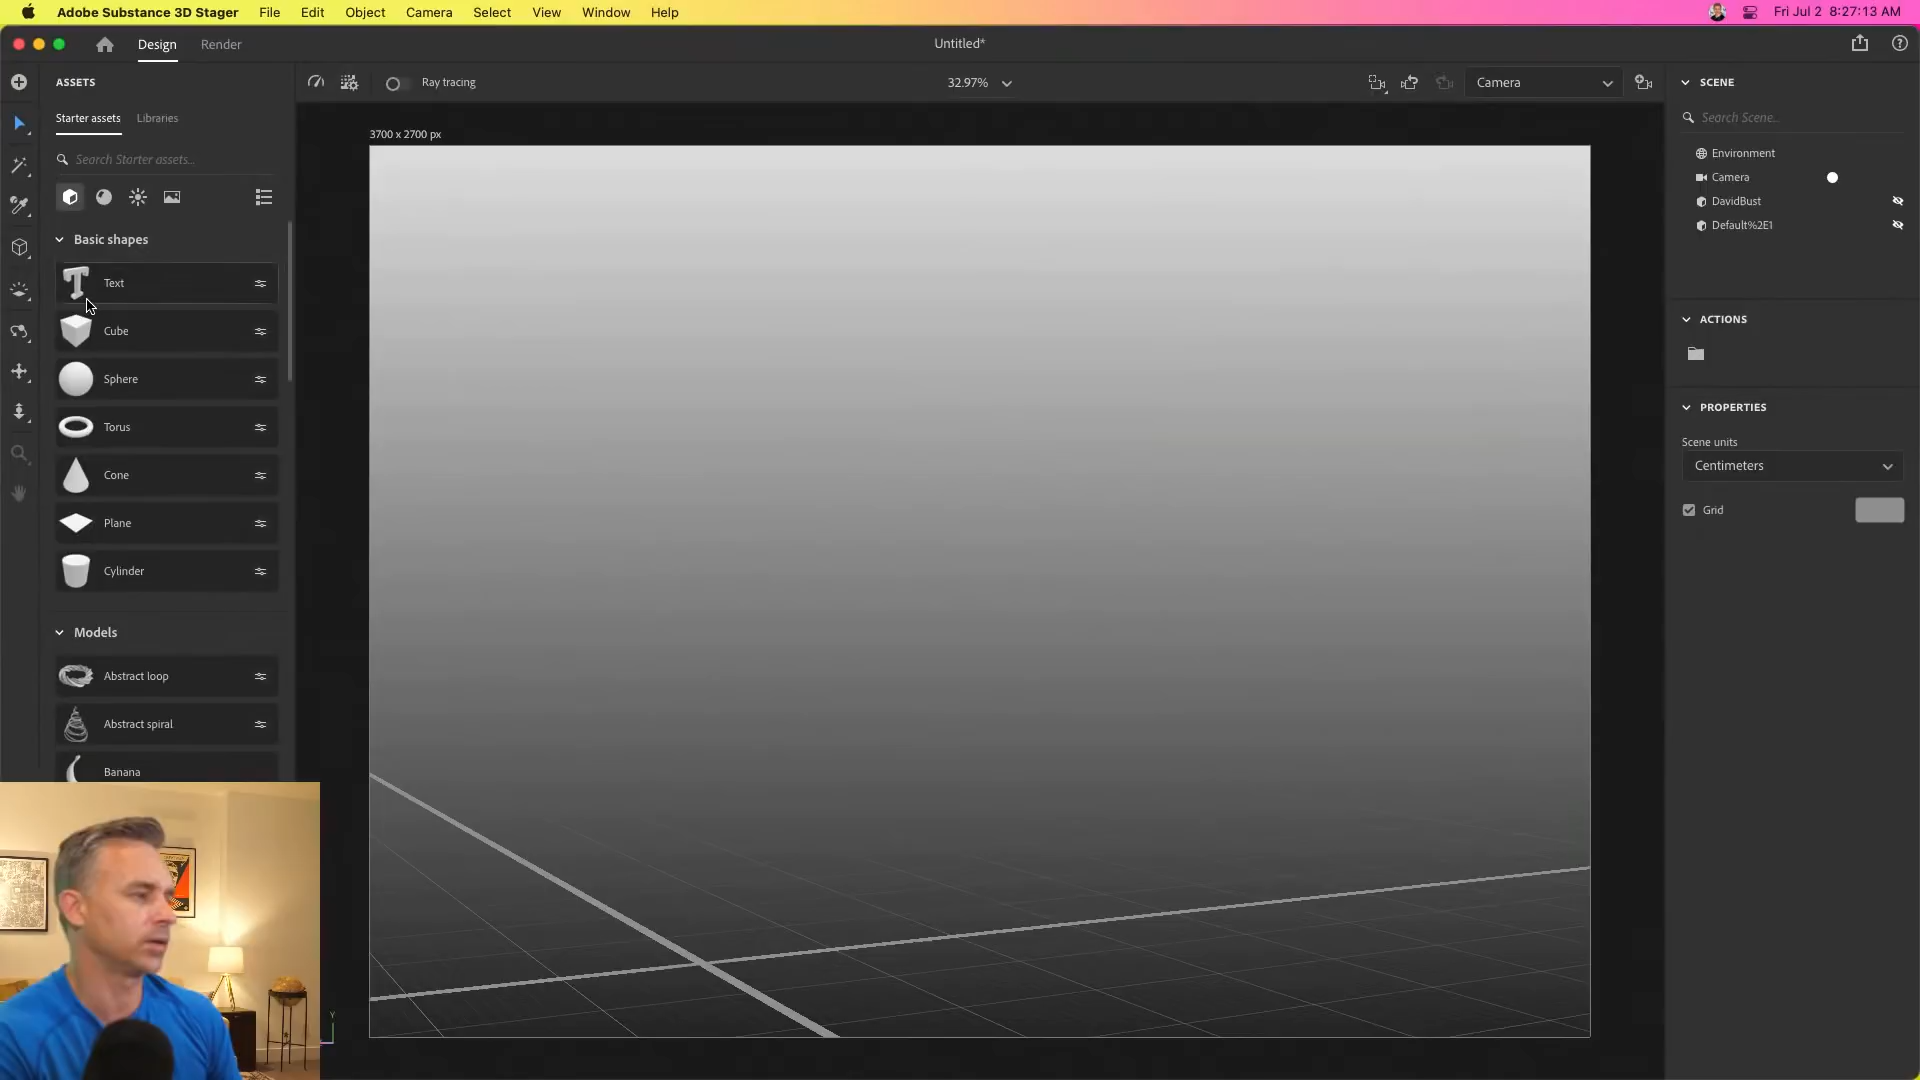 Adobe Substance 3D Stager File Edit Object Camera Select View Window Help Fri Jul 2 8:27:13 AM
Design Render Untitled*
ASSETS Ray tracing 32.97% Camera SCENE
Starter assets Libraries Search Scene...
3700 x 2700 px
Search Starter assets...
Environment
Camera
DavidBust
Default%2E1
Basic shapes
Text
Cube
Sphere
Torus
Cone
Plane
Cylinder
Models
Abstract loop
Abstract spiral
Banana
ACTIONS
PROPERTIES
Scene units
Centimeters
Grid
Y